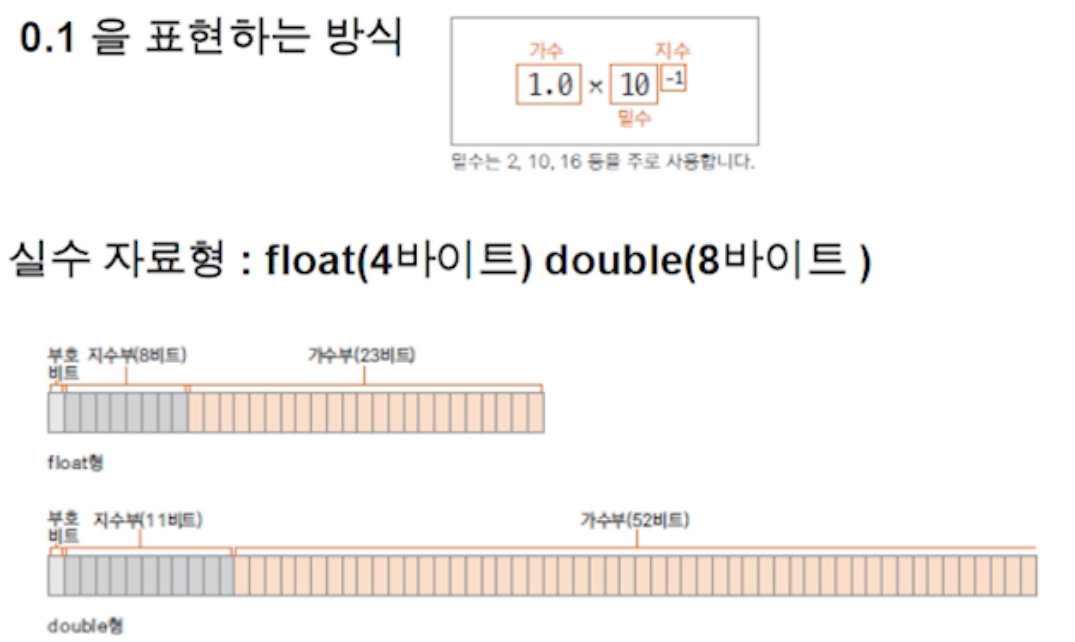 0.1 을 표현하는 방식
가수 지수
1.0 × 10 -1
밑수
밑수는 2, 10, 16 등을 주로 사용합니다.
실수 자료형 : float(4바이트) double(8바이트 )
부호 지수부(8비트) 가수부(23비트)
비트
float형
부호 지수부(11비트) 가수부(52비트)
비트
double형